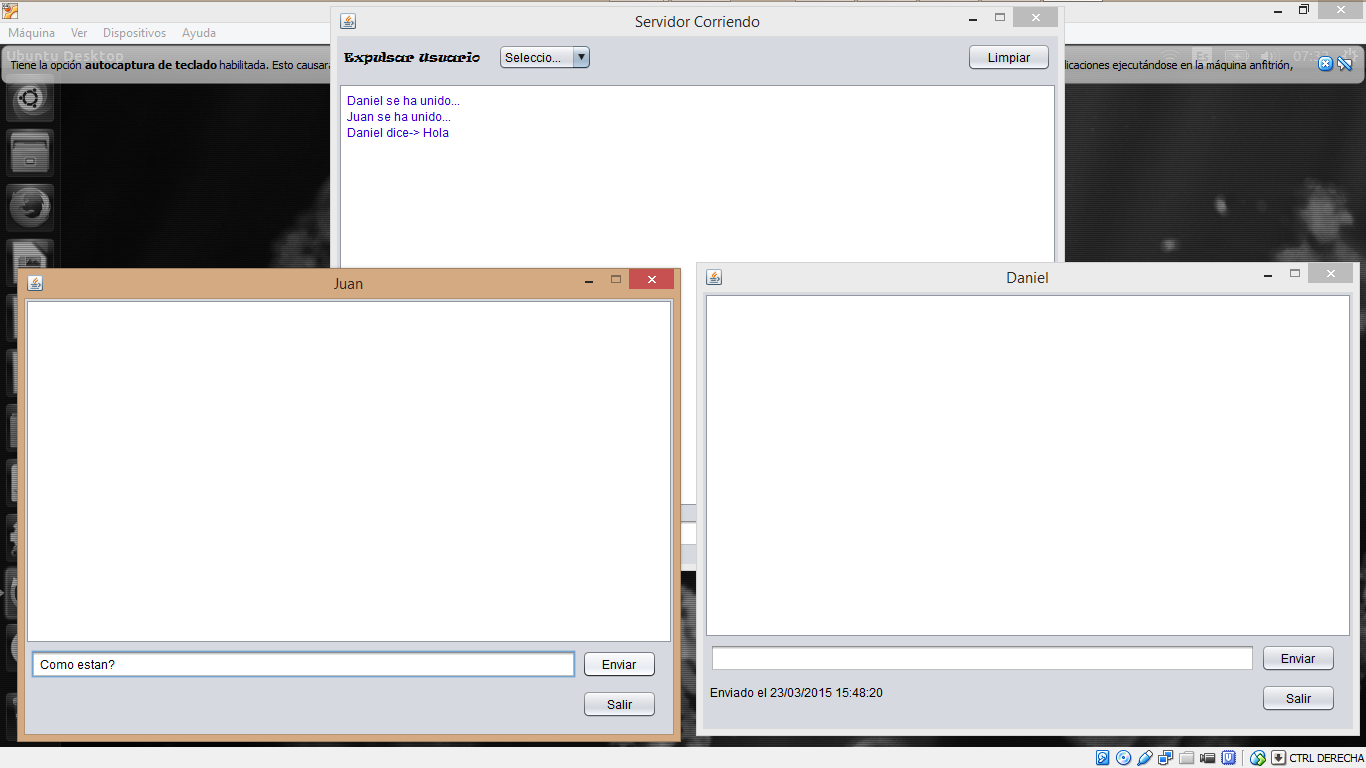 Servidor Corriendo
Máquina Ver Dispositivos Ayuda
Ubuntu Desktop
Tiene la opción autocaptura de teclado habilitada. Esto causara
licaciones ejecutándose en la máquina anfitrión,
Expulsar Usuario
Seleccio...
Limpiar
Daniel se ha unido...
Juan se ha unido...
Daniel dice-> Hola
Juan
Como estan?
Enviar
Salir
Daniel
Enviar
Enviado el 23/03/2015 15:48:20
Salir
CTRL DERECHA